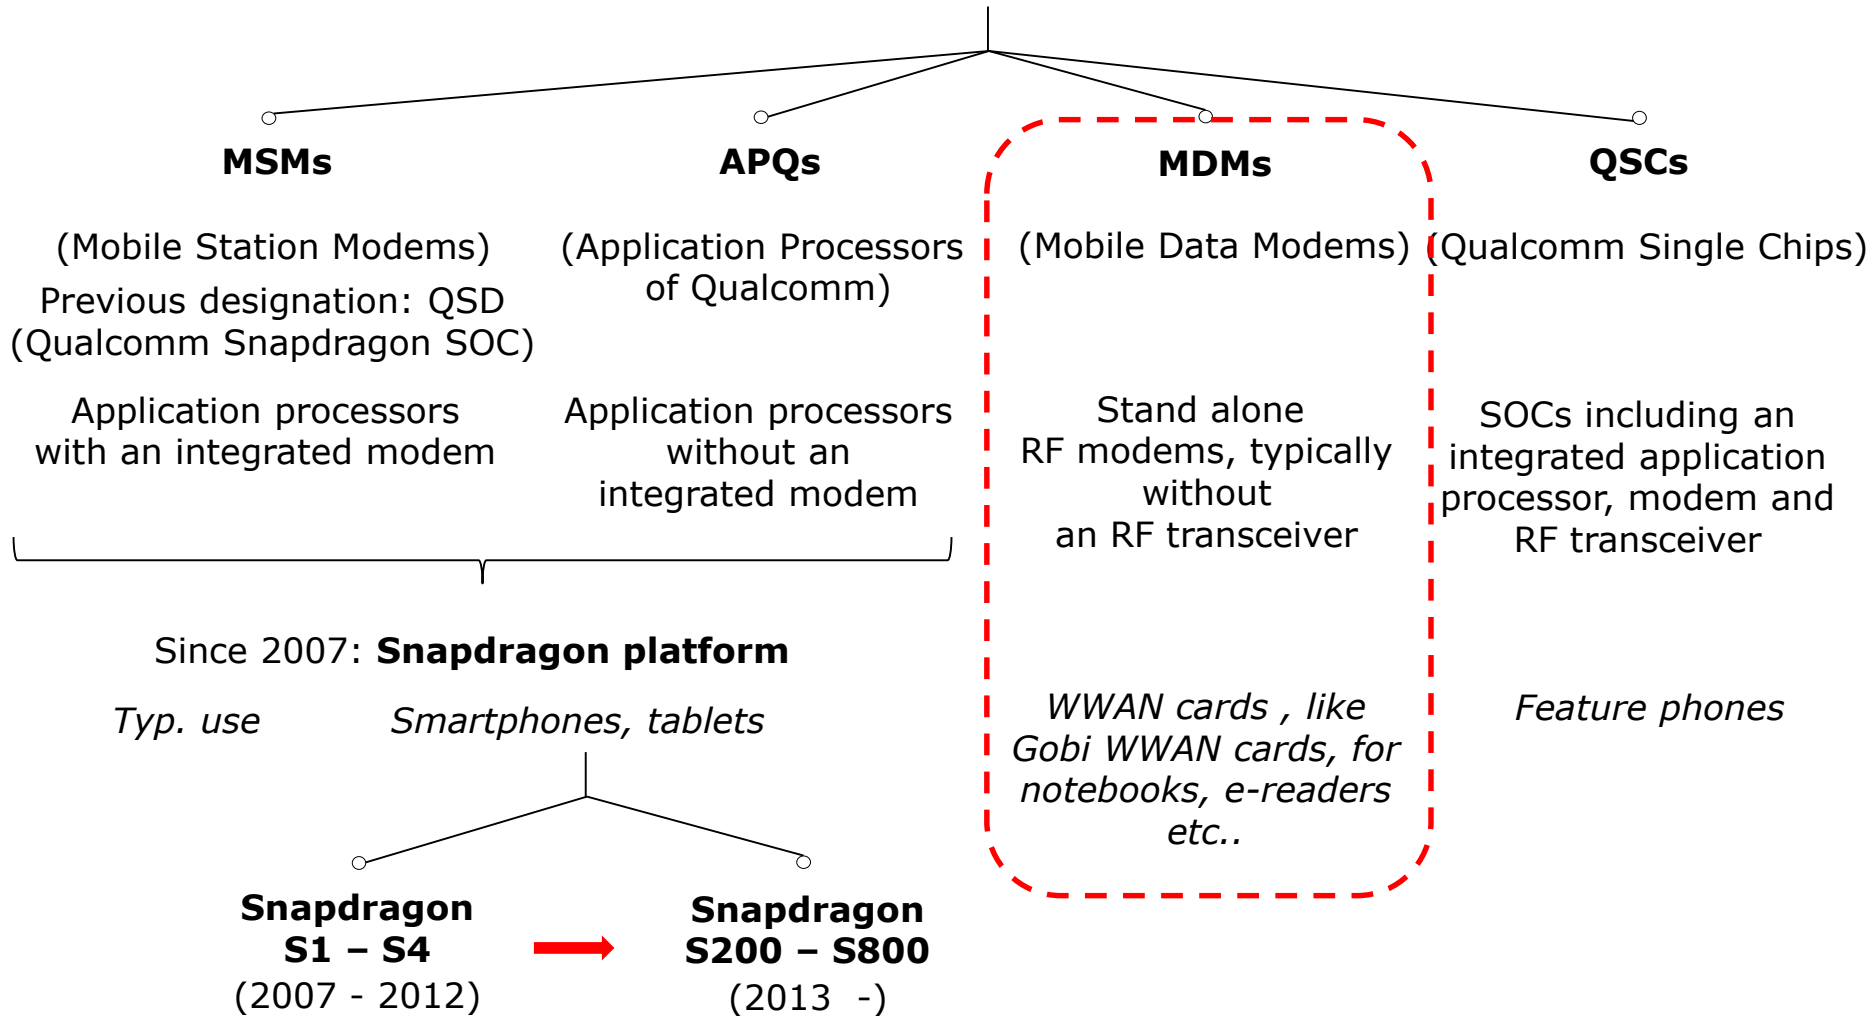 MSMs
(Mobile Station Modems)
Previous designation: QSD
(Qualcomm Snapdragon SOC)
Application processors
with an integrated modem
APQs
(Application Processors
of Qualcomm)
Application processors
without an
integrated modem
MDMs
(Mobile Data Modems)
Stand alone
RF modems, typically
without
an RF transceiver
QSCs
(Qualcomm Single Chips)
SOCs including an
integrated application
processor, modem and
RF transceiver
Since 2007: Snapdragon platform
Typ. use
Smartphones, tablets
WWAN cards , like
Gobi WWAN cards, for
notebooks, e-readers
etc..
Feature phones
Snapdragon
S1 – S4
(2007 - 2012)
Snapdragon
S200 – S800
(2013 -)